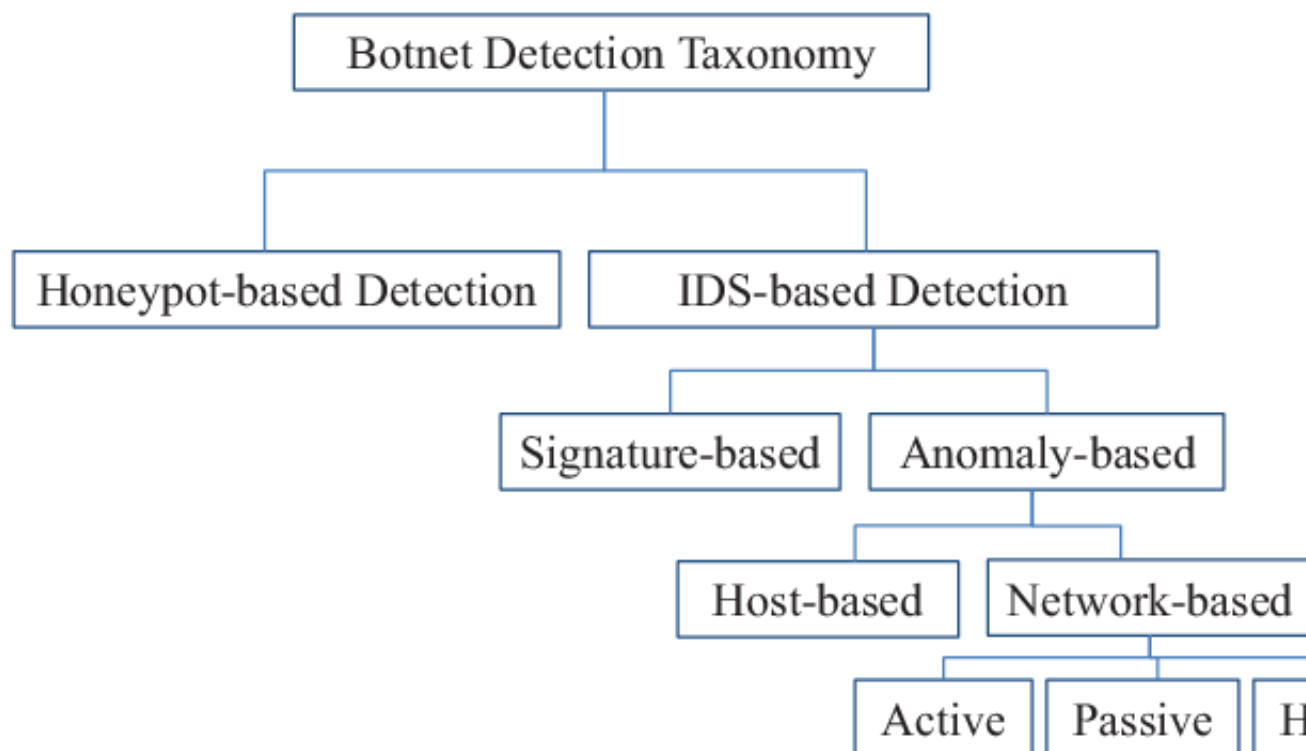 Botnet Detection Taxonomy
Honeypot-based Detection
IDS-based Detection
Signature-based
Anomaly-based
Host-based
Network-based
Active
Passive